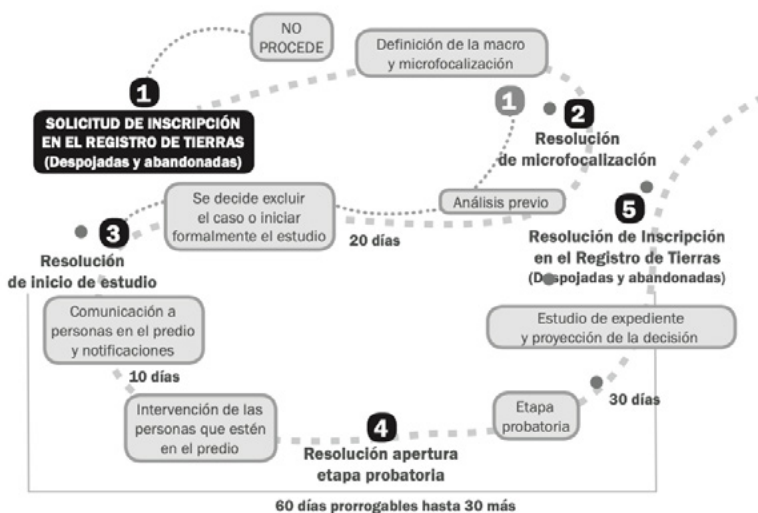 NO
PROCEDE
Definición de la macro
y microfocalización
1
SOLICITUD DE INSCRIPCIÓN
EN EL REGISTRO DE TIERRAS
(Despojadas y abandonadas)
1
2
Resolución
de microfocalización
Análisis previo
Se decide excluir
el caso o iniciar
formalmente el estudio
20 días
3
Resolución
de inicio de estudio
5
Resolución de Inscripción
en el Registro de Tierras
(Despojadas y abandonadas)
Comunicación a
personas en el predio
y notificaciones
10 días
Estudio de expediente
y proyección de la decisión
Intervención de las
personas que estén
en el predio
4
Resolución apertura
etapa probatoria
Etapa
probatoria
30 días
60 días prorrogables hasta 30 más